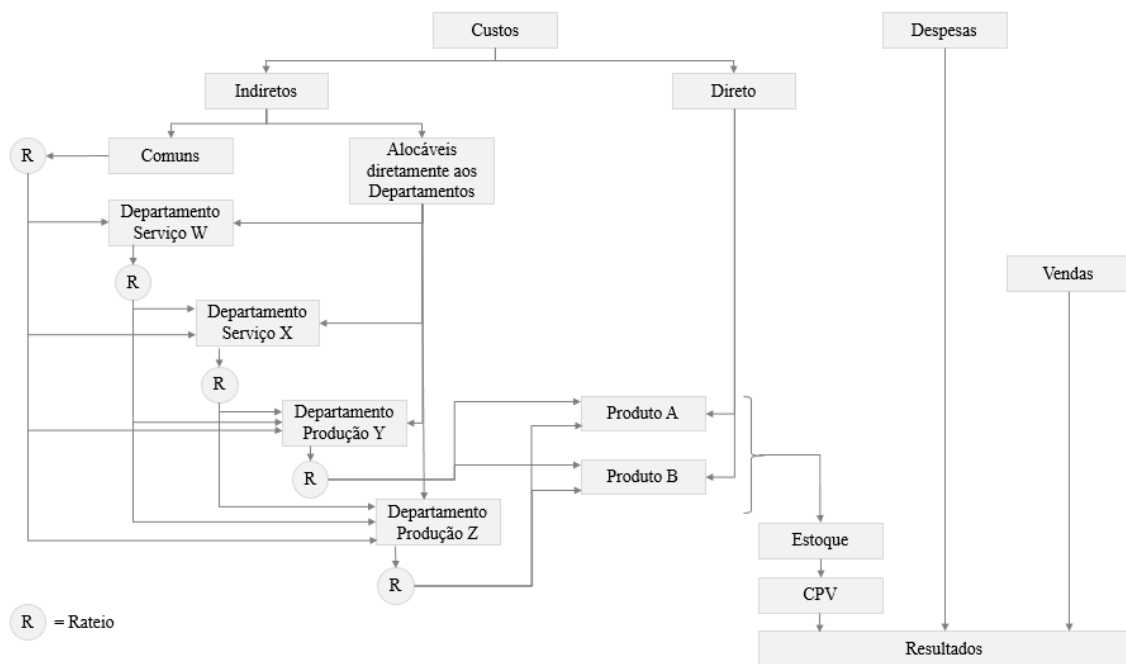 Custos
Despesas
Indiretos
Direto
R
Comuns
Alocáveis
diretamente aos
Departamentos
Departamento
Serviço W
R
Vendas
Departamento
Serviço X
R
Departamento
Produção Y
Produto A
R
Produto B
Departamento
Produção Z
Estoque
R
CPV
R = Rateio
Resultados